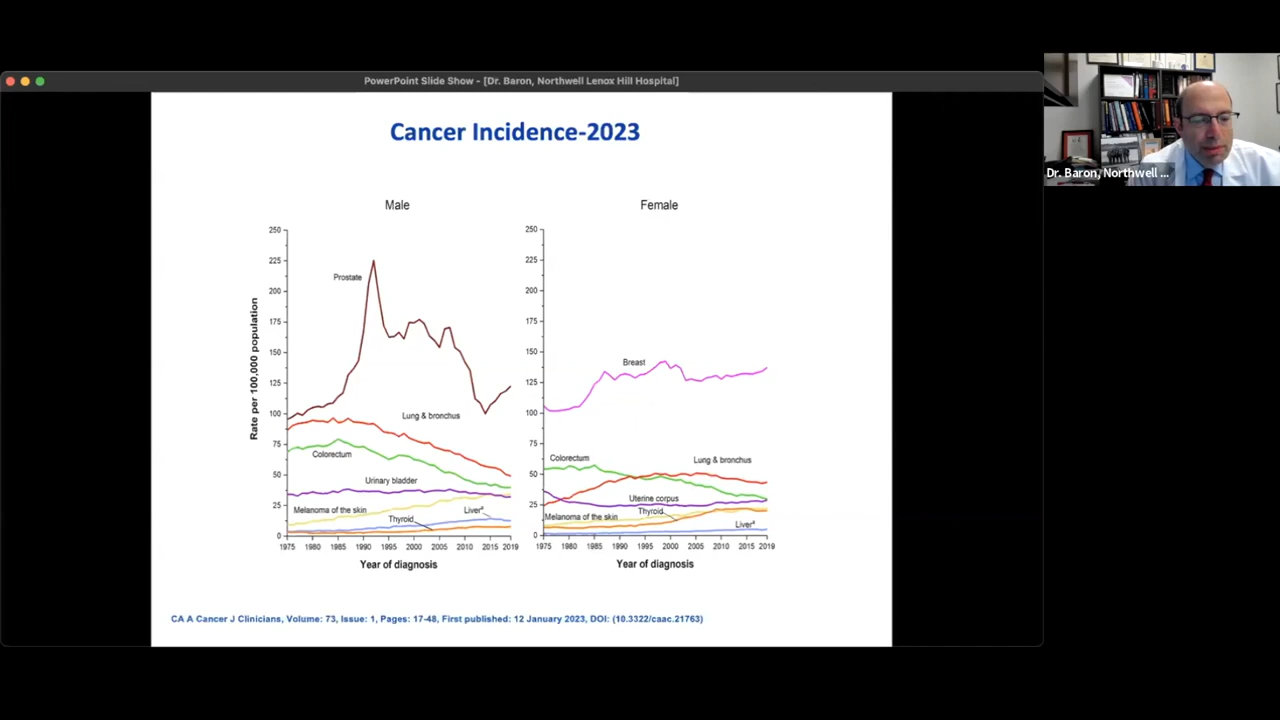 PowerPoint Slide Show - [Dr. Baron, Northwell Lenox Hill Hospital]
Dr. Baron, Northwell ...
Cancer Incidence-2023
Male
Female
Rate per 100,000 population
250
225
200
175
150
125
100
75
50
25
0
Prostate
Lung & bronchus
Colorectum
Urinary bladder
Melanoma of the skin
Thyroid
Liverª
1975 1980 1985 1990 1995 2000 2005 2010 2015 2019
Year of diagnosis
250
225
200
175
150
125
100
75
50
25
0
Breast
Colorectum
Lung & bronchus
Uterine corpus
Thyroid
Melanoma of the skin
Liverª
1975 1980 1985 1990 1995 2000 2005 2010 2015 2019
Year of diagnosis
CA A Cancer J Clinicians, Volume: 73, Issue: 1, Pages: 17-48, First published: 12 January 2023, DOI: (10.3322/caac.21763)